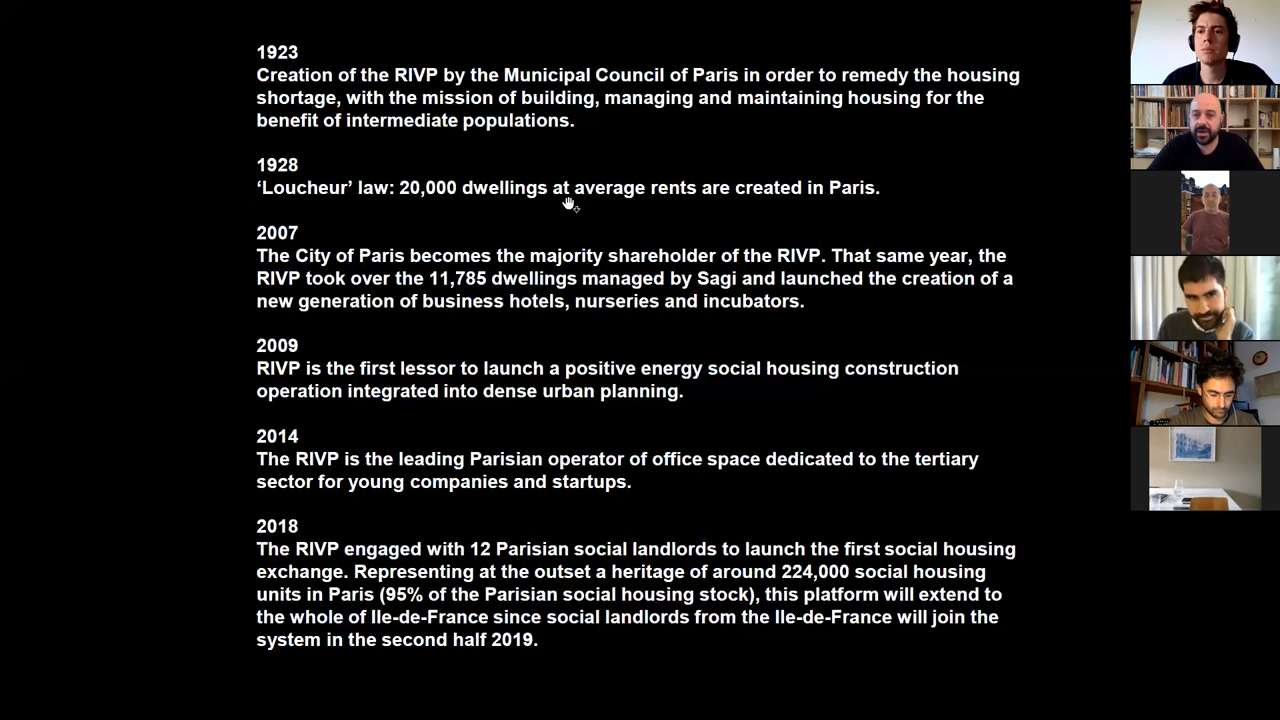 1923
Creation of the RIVP by the Municipal Council of Paris in order to remedy the housing
shortage, with the mission of building, managing and maintaining housing for the
benefit of intermediate populations.
1928
‘Loucheur’ law: 20,000 dwellings at average rents are created in Paris.
2007
The City of Paris becomes the majority shareholder of the RIVP. That same year, the
RIVP took over the 11,785 dwellings managed by Sagi and launched the creation of a
new generation of business hotels, nurseries and incubators.
2009
RIVP is the first lessor to launch a positive energy social housing construction
operation integrated into dense urban planning.
2014
The RIVP is the leading Parisian operator of office space dedicated to the tertiary
sector for young companies and startups.
2018
The RIVP engaged with 12 Parisian social landlords to launch the first social housing
exchange. Representing at the outset a heritage of around 224,000 social housing
units in Paris (95% of the Parisian social housing stock), this platform will extend to
the whole of Ile-de-France since social landlords from the Ile-de-France will join the
system in the second half 2019.